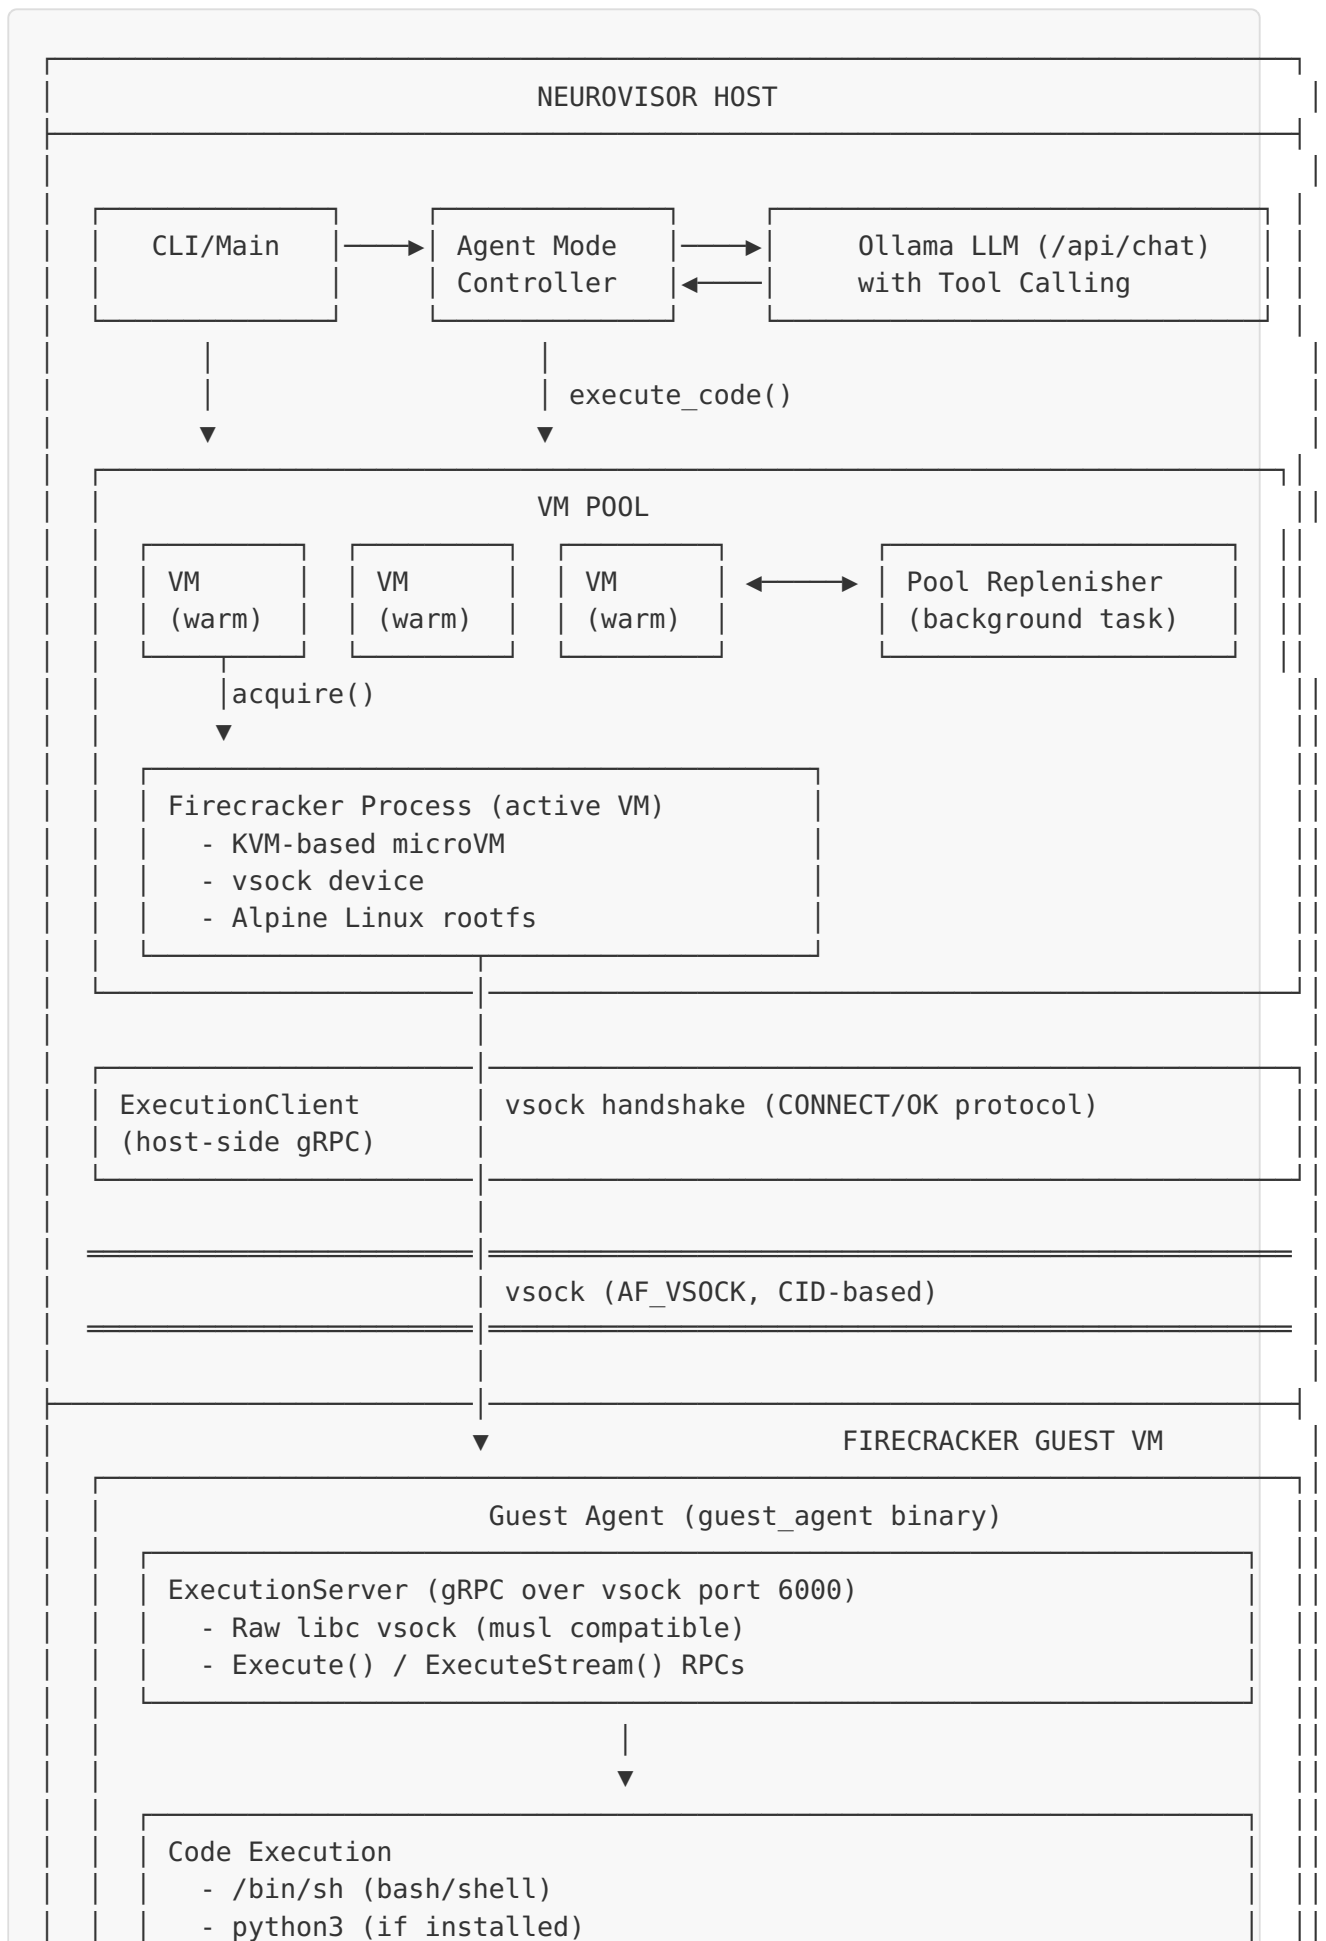 NEUROVISOR HOST
CLI/Main Agent Mode Ollama LLM (/api/chat)
Controller with Tool Calling
execute_code()
VM POOL
VM VM VM Pool Replenisher
(warm) (warm) (warm) (background task)
acquire()
Firecracker Process (active VM)
- KVM-based microVM
- vsock device
- Alpine Linux rootfs
ExecutionClient vsock handshake (CONNECT/OK protocol)
(host-side gRPC)
vsock (AF_VSOCK, CID-based)
FIRECRACKER GUEST VM
Guest Agent (guest_agent binary)
ExecutionServer (gRPC over vsock port 6000)
- Raw libc vsock (musl compatible)
- Execute() / ExecuteStream() RPCs
Code Execution
- /bin/sh (bash/shell)
- python3 (if installed)